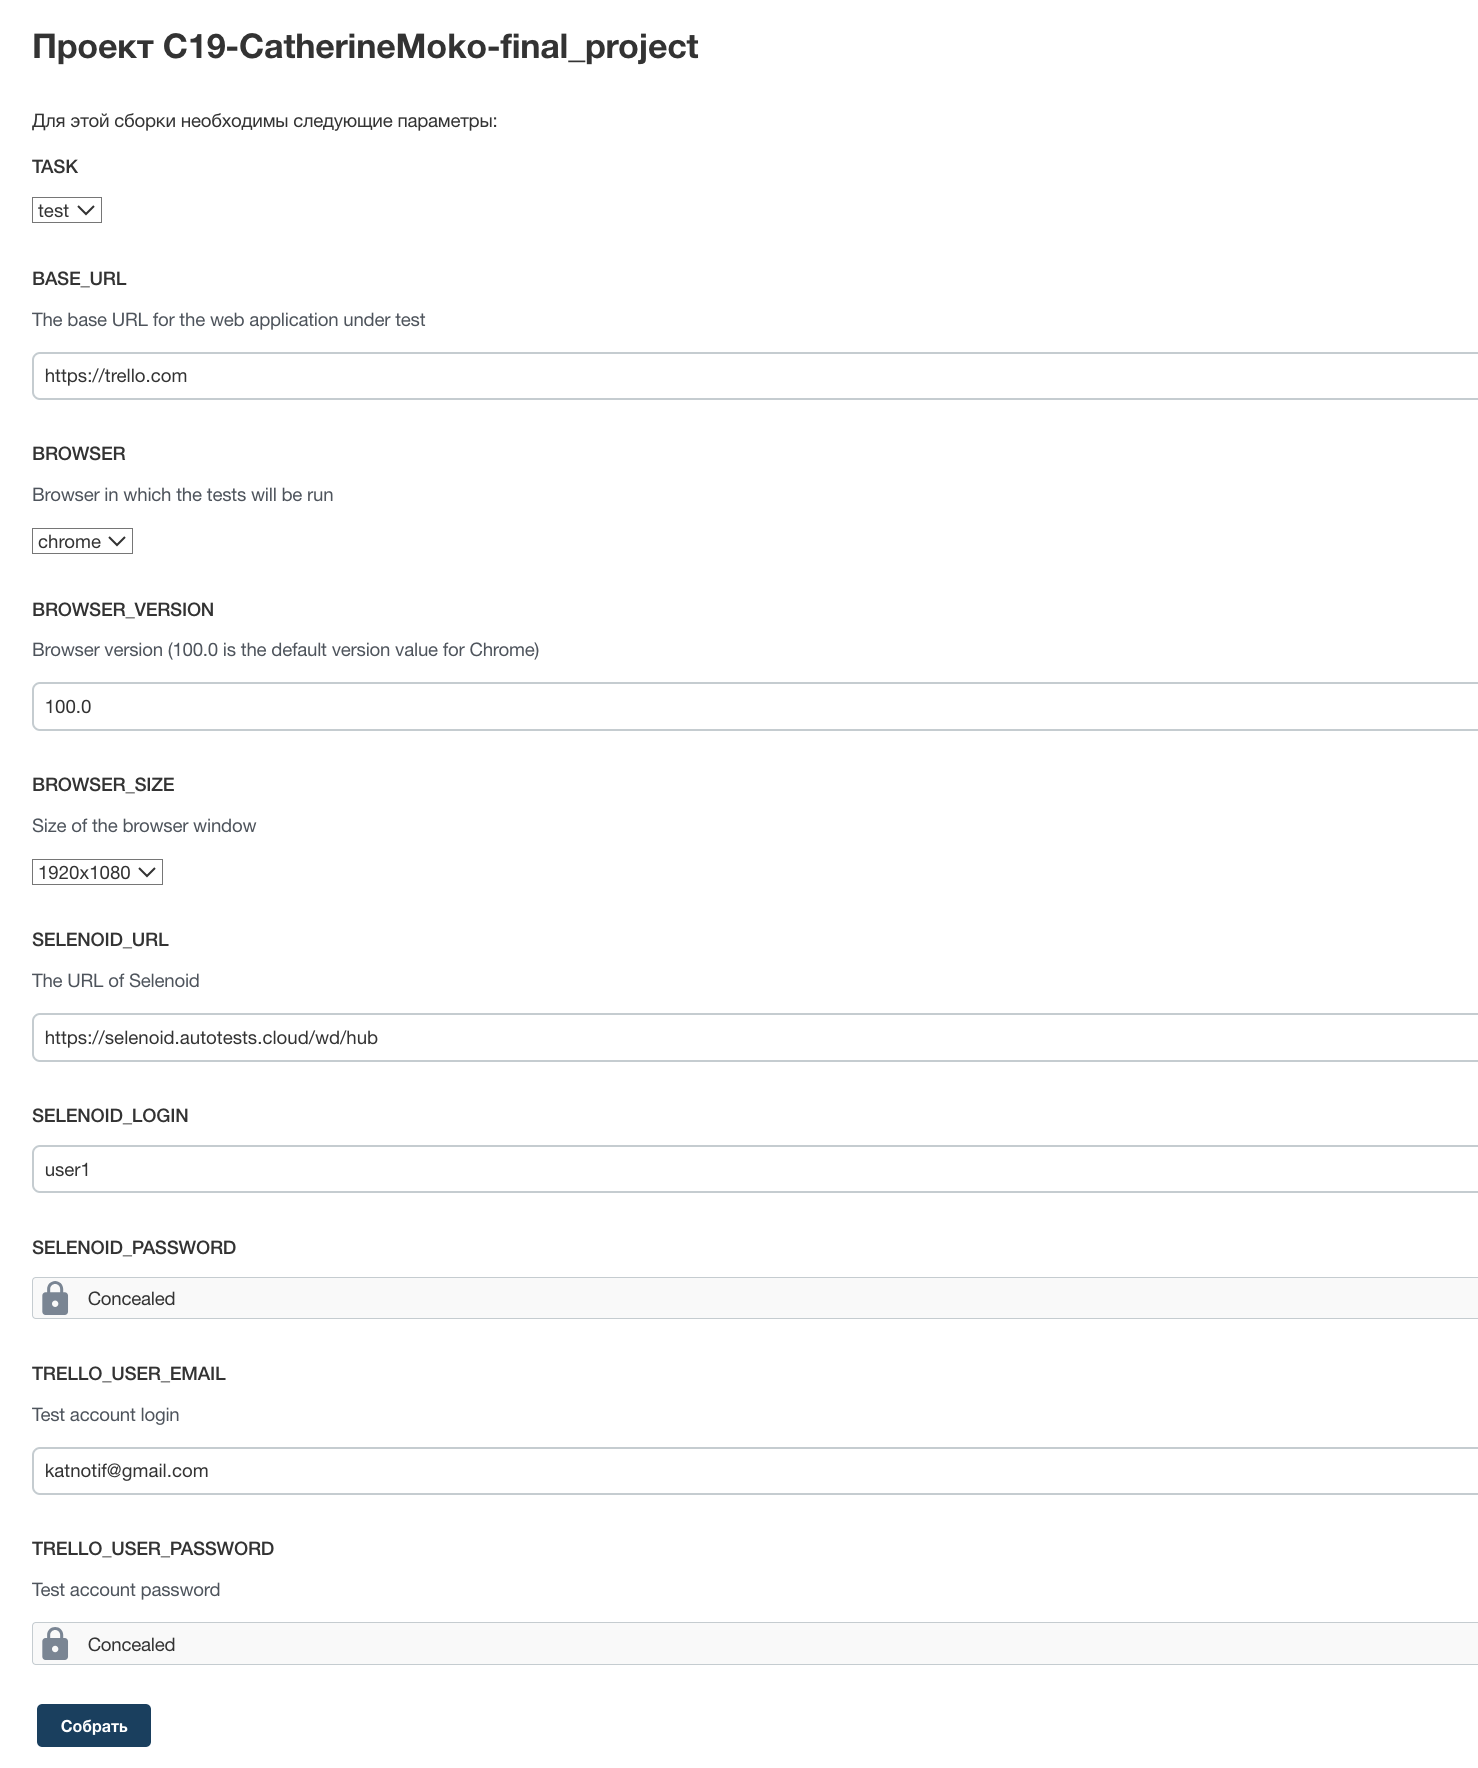 Проект C19-CatherineMoko-final_project
Для этой сборки необходимы следующие параметры:
TASK
test
BASE_URL
The base URL for the web application under test
https://trello.com
BROWSER
Browser in which the tests will be run
chrome
BROWSER_VERSION
Browser version (100.0 is the default version value for Chrome)
100.0
BROWSER_SIZE
Size of the browser window
1920x1080
SELENOID_URL
The URL of Selenoid
https://selenoid.autotests.cloud/wd/hub
SELENOID_LOGIN
user1
SELENOID_PASSWORD
Concealed
TRELLO_USER_EMAIL
Test account login
katnotif@gmail.com
TRELLO_USER_PASSWORD
Test account password
Concealed
Собрать